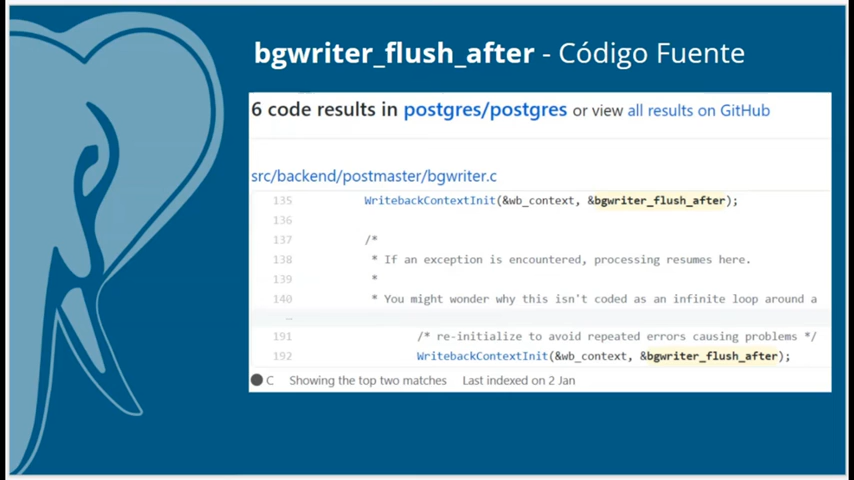 bgwriter_flush_after - Código Fuente
6 code results in postgres/postgres or view all results on GitHub
src/backend/postmaster/bgwriter.c
135 WritebackContextInit(&wb_context, &bgwriter_flush_after);
136
137 /*
138 * If an exception is encountered, processing resumes here.
139 *
140 * You might wonder why this isn't coded as an infinite loop around a
…
191 /* re-initialize to avoid repeated errors causing problems */
192 WritebackContextInit(&wb_context, &bgwriter_flush_after);
C Showing the top two matches Last indexed on 2 Jan